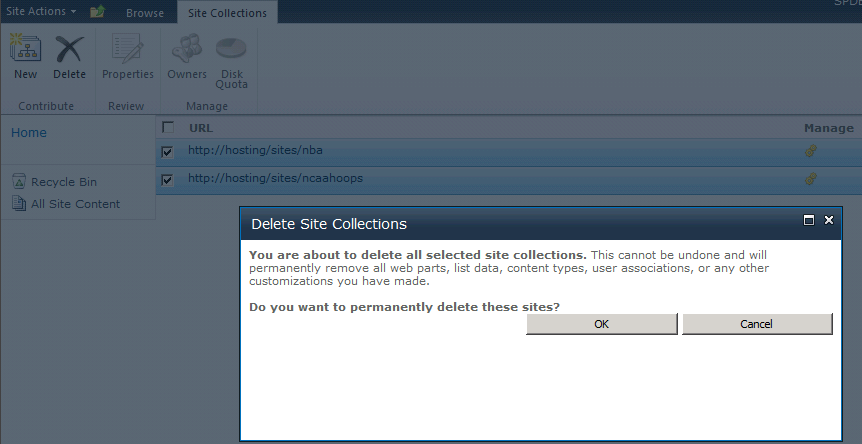 SPDE
Site Actions
Browse
Site Collections
New
Delete
Properties
Owners
Disk
Quota
Contribute
Review
Manage
Home
Recycle Bin
All Site Content
URL
Manage
http://hosting/sites/nba
http://hosting/sites/ncaahoops
Delete Site Collections
You are about to delete all selected site collections. This cannot be undone and will
permanently remove all web parts, list data, content types, user associations, or any other
customizations you have made.
Do you want to permanently delete these sites?
OK
Cancel